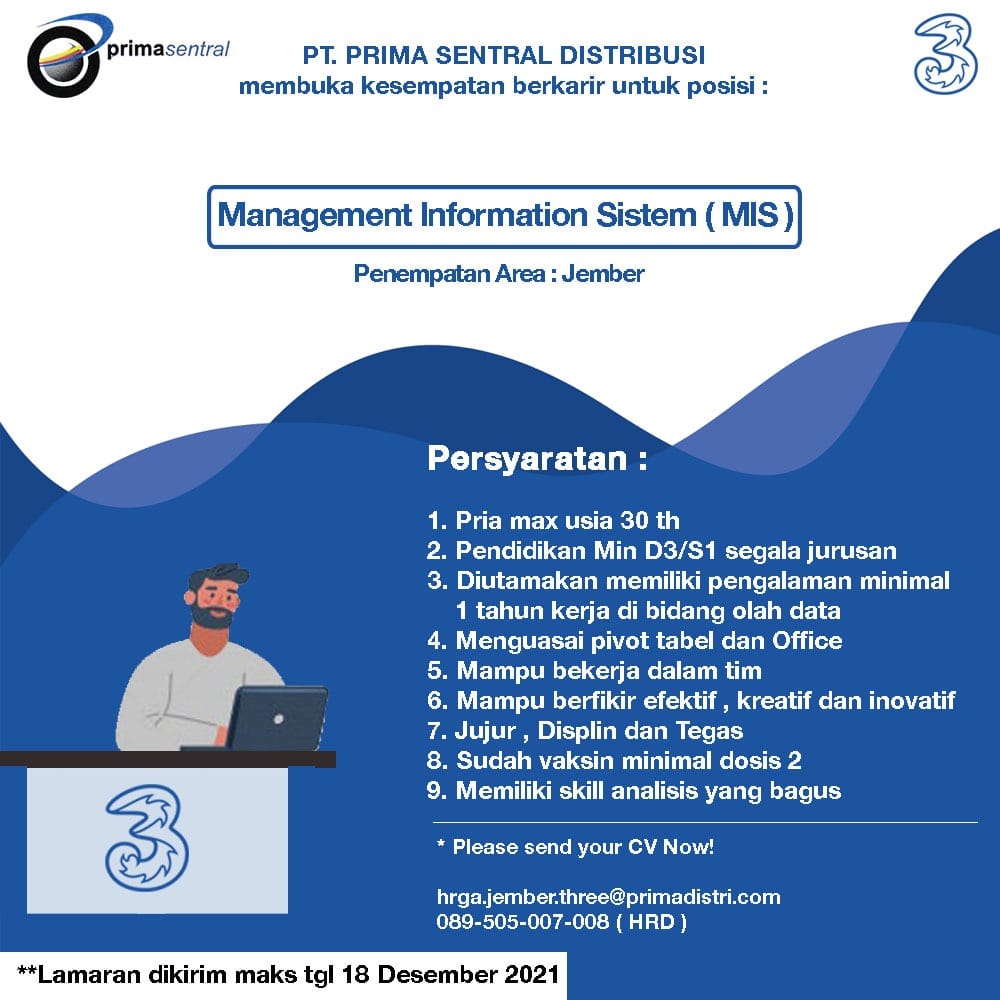 primasentral
PT. PRIMA SENTRAL DISTRIBUSI
membuka kesempatan berkarir untuk posisi :
3
Management Information Sistem ( MIS )
Penempatan Area : Jember
Persyaratan :
1. Pria max usia 30 th
2. Pendidikan Min D3/S1 segala jurusan
3. Diutamakan memiliki pengalaman minimal
1 tahun kerja di bidang olah data
4. Menguasai pivot tabel dan Office
5. Mampu bekerja dalam tim
6. Mampu berfikir efektif , kreatif dan inovatif
7. Jujur , Displin dan Tegas
8. Sudah vaksin minimal dosis 2
9. Memiliki skill analisis yang bagus
3
* Please send your CV Now!
hrga.jember.three@primadistri.com
089-505-007-008 ( HRD )
**Lamaran dikirim maks tgl 18 Desember 2021